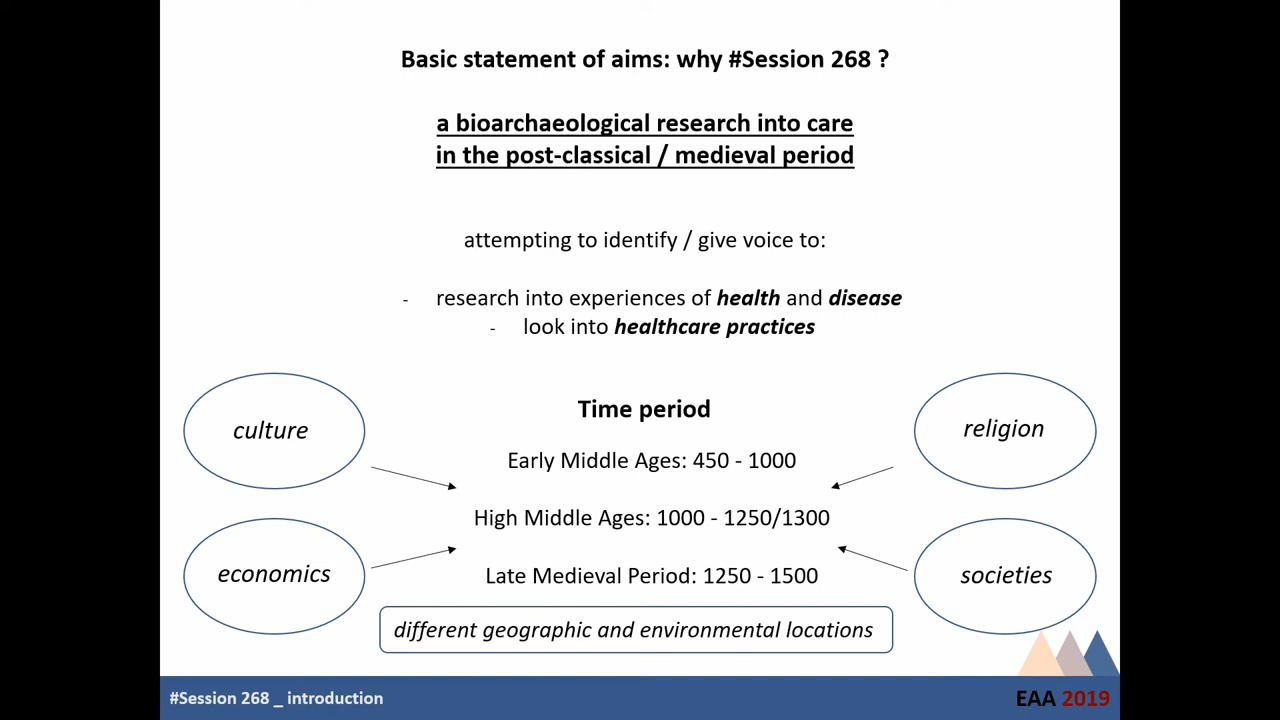 Basic statement of aims: why #Session 268 ?
a bioarchaeological research into care
in the post-classical / medieval period
attempting to identify / give voice to:
- research into experiences of health and disease
- look into healthcare practices
culture
religion
Time period
Early Middle Ages: 450 - 1000
High Middle Ages: 1000 - 1250/1300
economics
societies
Late Medieval Period: 1250 - 1500
different geographic and environmental locations
#Session 268 _ introduction
EAA 2019